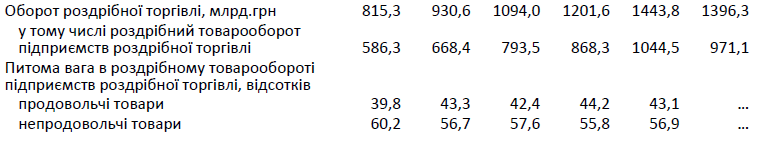 Оборот роздрібної торгівлі, млрд.грн 815,3 930,6 1094,0 1201,6 1443,8 1396,3
у тому числі роздрібний товарооборот
підприємств роздрібної торгівлі 586,3 668,4 793,5 868,3 1044,5 971,1
Питома вага в роздрібному товарообороті
підприємств роздрібної торгівлі, відсотків
продовольчі товари 39,8 43,3 42,4 44,2 43,1 …
непродовольчі товари 60,2 56,7 57,6 55,8 56,9 …